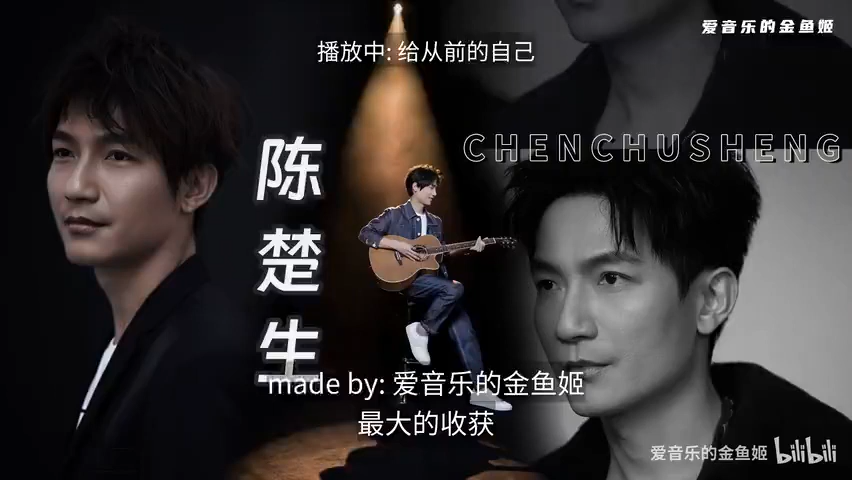 爱音乐的金鱼姬
播放中: 给从前的自己
CHENCHUSHENG
陈楚生
made by: 爱音乐的金鱼姬
最大的收获
爱音乐的金鱼姬 bilibili